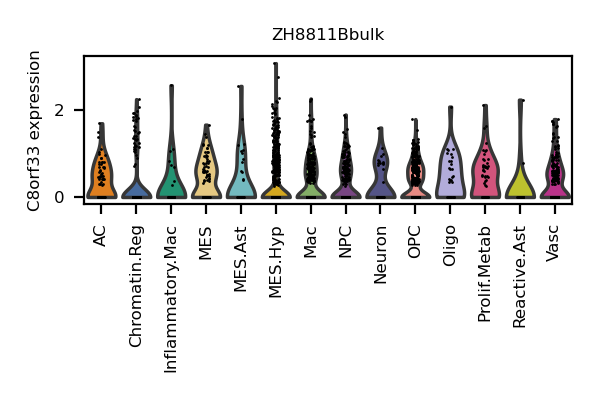 ZH8811Bbulk
C8orf33 expression
2
0
AC
Chromatin.Reg
Inflammatory.Mac
MES
MES.Ast
MES.Hyp
Mac
NPC
Neuron
OPC
Oligo
Prolif.Metab
Reactive.Ast
Vasc